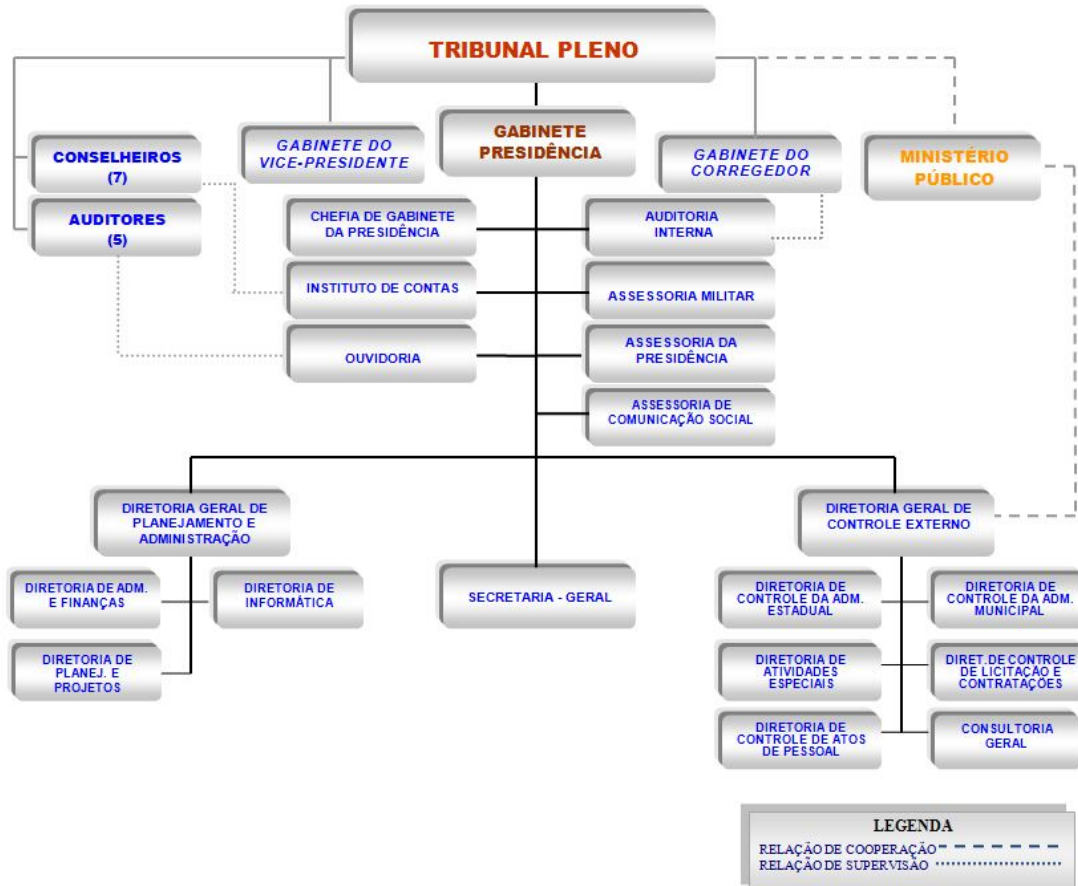 TRIBUNAL PLENO
GABINETE
PRESIDÊNCIA
CONSELHEIROS
(7)
GABINETE DO
VICE-PRESIDENTE
GABINETE DO
CORREGEDOR
MINISTÉRIO
PÚBLICO
AUDITORES
(5)
CHEFIA DE GABINETE
DA PRESIDÊNCIA
AUDITORIA
INTERNA
INSTITUTO DE CONTAS
ASSESSORIA MILITAR
OUVIDORIA
ASSESSORIA DA
PRESIDÊNCIA
ASSESSORIA DE
COMUNICAÇÃO SOCIAL
DIRETORIA GERAL DE
PLANEJAMENTO E
ADMINISTRAÇÃO
DIRETORIA GERAL DE
CONTROLE EXTERNO
DIRETORIA DE ADM.
E FINANÇAS
DIRETORIA DE
INFORMÁTICA
SECRETARIA - GERAL
DIRETORIA DE
CONTROLE DA ADM.
ESTADUAL
DIRETORIA DE
CONTROLE DA ADM.
MUNICIPAL
DIRETORIA DE
PLANEJ. E
PROJETOS
DIRETORIA DE
ATIVIDADES
ESPECIAIS
DIRET.DE CONTROLE
DE LICITAÇÃO E
CONTRATAÇÕES
DIRETORIA DE
CONTROLE DE ATOS
DE PESSOAL
CONSULTORIA
GERAL
LEGENDA
RELAÇÃO DE COOPERAÇÃO
RELAÇÃO DE SUPERVISÃO